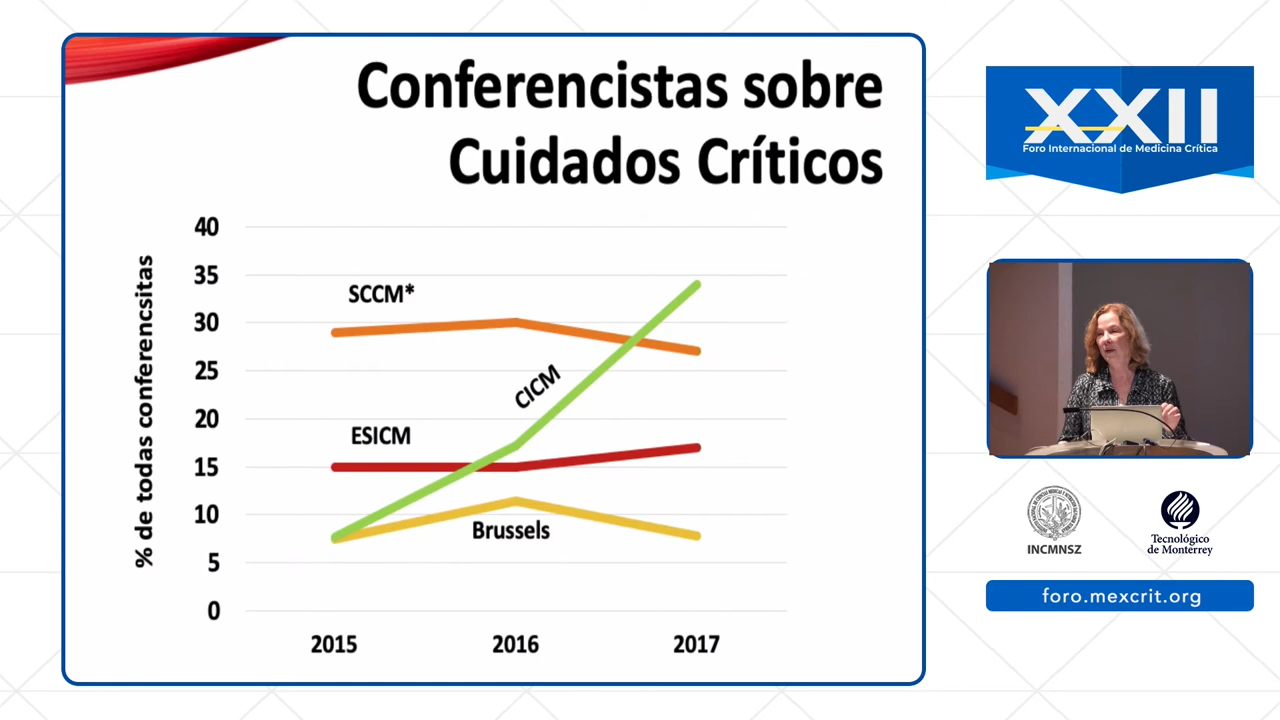 Conferencistas sobre
Cuidados Críticos
% de todas conferencsitas
40
35
30
25
20
15
10
5
0
SCCM*
CICM
ESICM
Brussels
2015
2016
2017
XXII
Foro Internacional de Medicina Crítica
INCMNSZ
Tecnológico
de Monterrey
foro.mexcrit.org